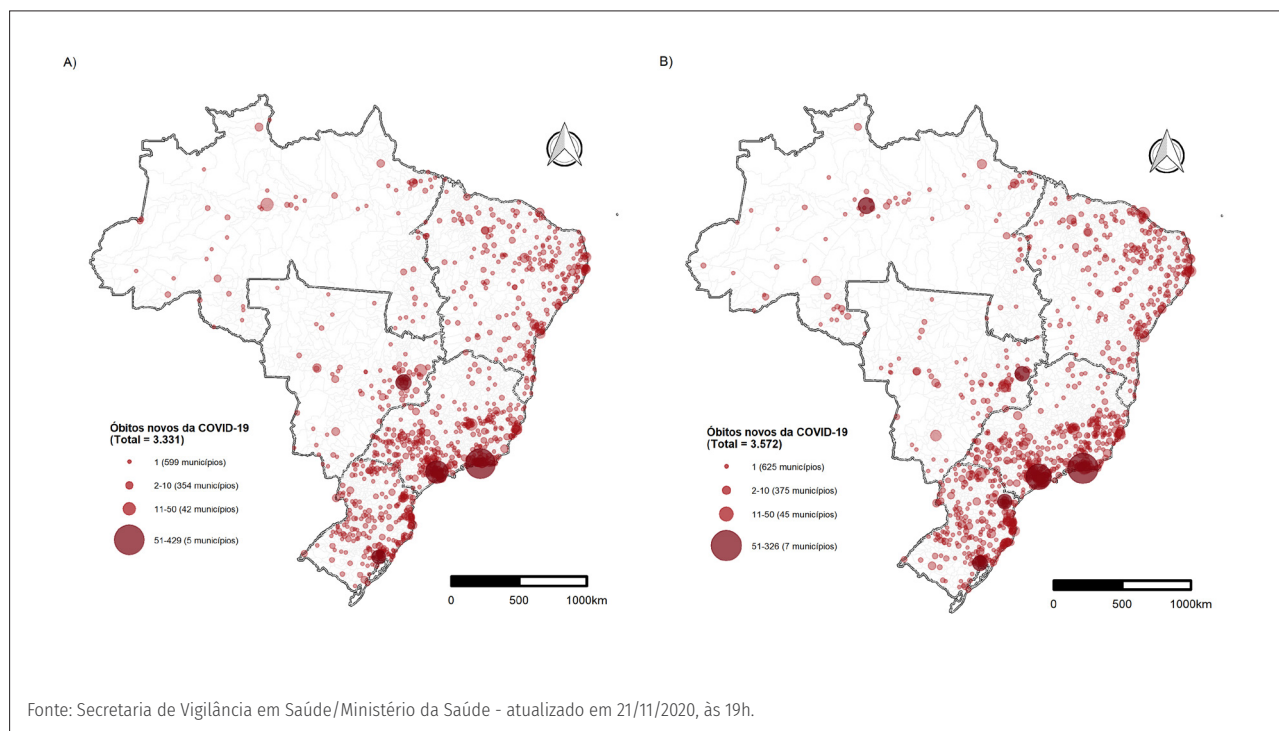 A)
Óbitos novos da COVID-19
(Total = 3.331)
1 (599 municípios)
2-10 (354 municípios)
11-50 (42 municípios)
51-429 (5 municípios)
0 500 1000km
B)
Óbitos novos da COVID-19
(Total = 3.572)
1 (625 municípios)
2-10 (375 municípios)
11-50 (45 municípios)
51-326 (7 municípios)
0 500 1000km
Fonte: Secretaria de Vigilância em Saúde/Ministério da Saúde - atualizado em 21/11/2020, às 19h.